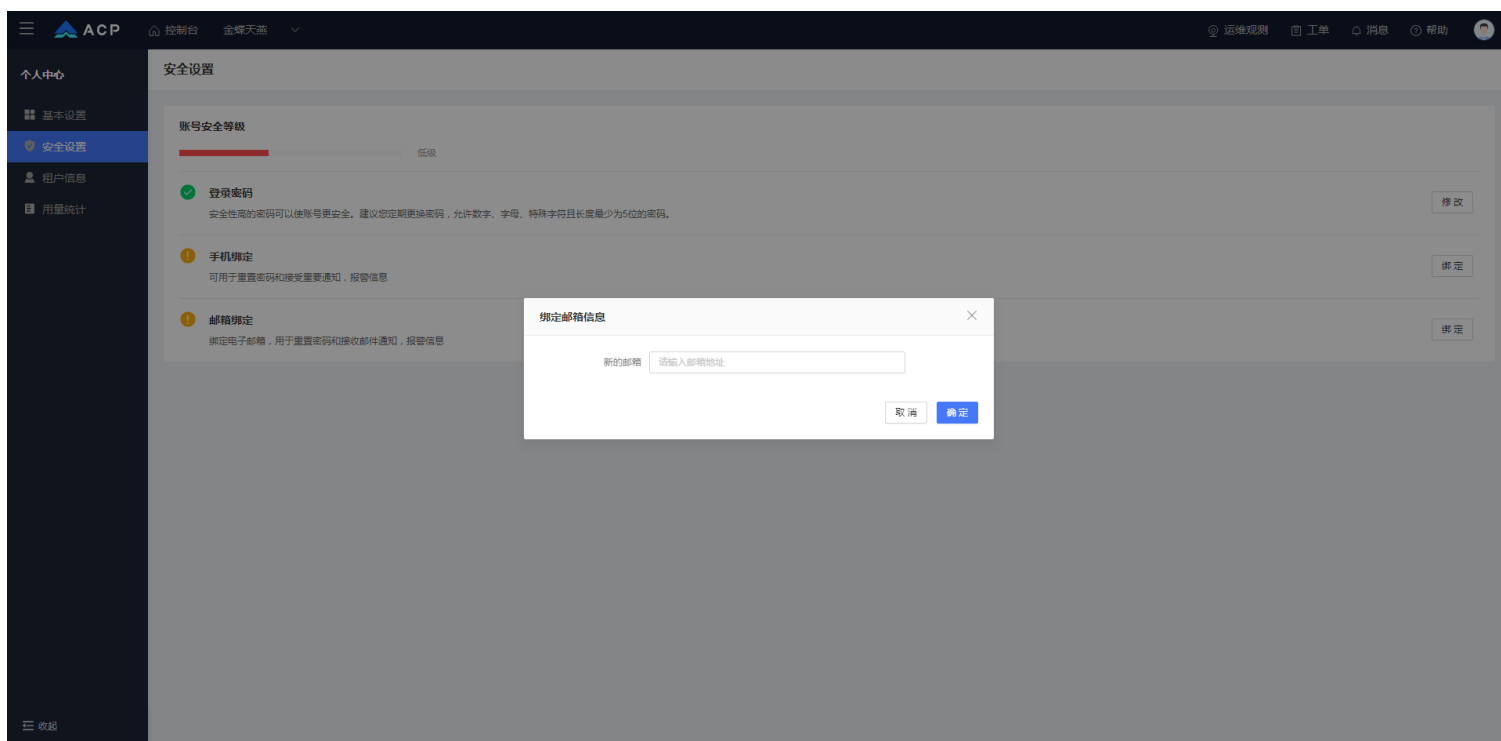 ACP 控制台 金蝶天燕 运维观测 工单 消息 帮助
个人中心
基本设置
安全设置
租户信息
用量统计
收起
安全设置
账号安全等级
低级
登录密码
安全性高的密码可以使账号更安全。建议您定期更换密码，允许数字、字母、特殊字符且长度最少为5位的密码。
修 改
手机绑定
可用于重置密码和接受重要通知，报警信息
绑 定
邮箱绑定
绑定电子邮箱，用于重置密码和接收邮件通知，报警信息
绑 定
绑定邮箱信息
新的邮箱 请输入邮箱地址
取 消 确 定